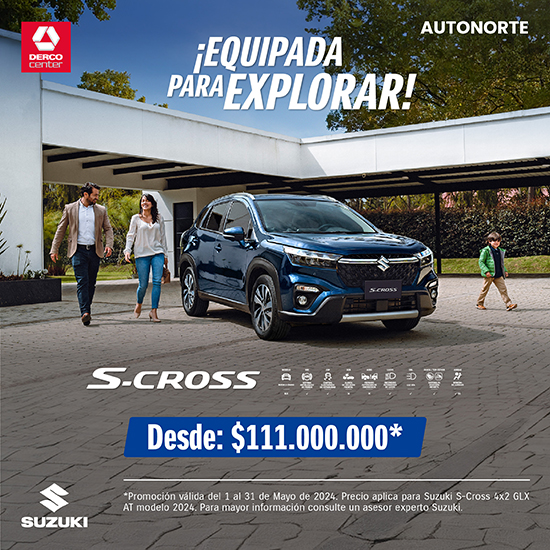 DERCO
center
AUTONORTE
¡EQUIPADA
PARA EXPLORAR!
S-CROSS
S-CROSS
Desde: $111.000.000*
*Promoción válida del 1 al 31 de Mayo de 2024. Precio aplica para Suzuki S-Cross 4x2 GLX
AT modelo 2024. Para mayor información consulte un asesor experto Suzuki.
SUZUKI